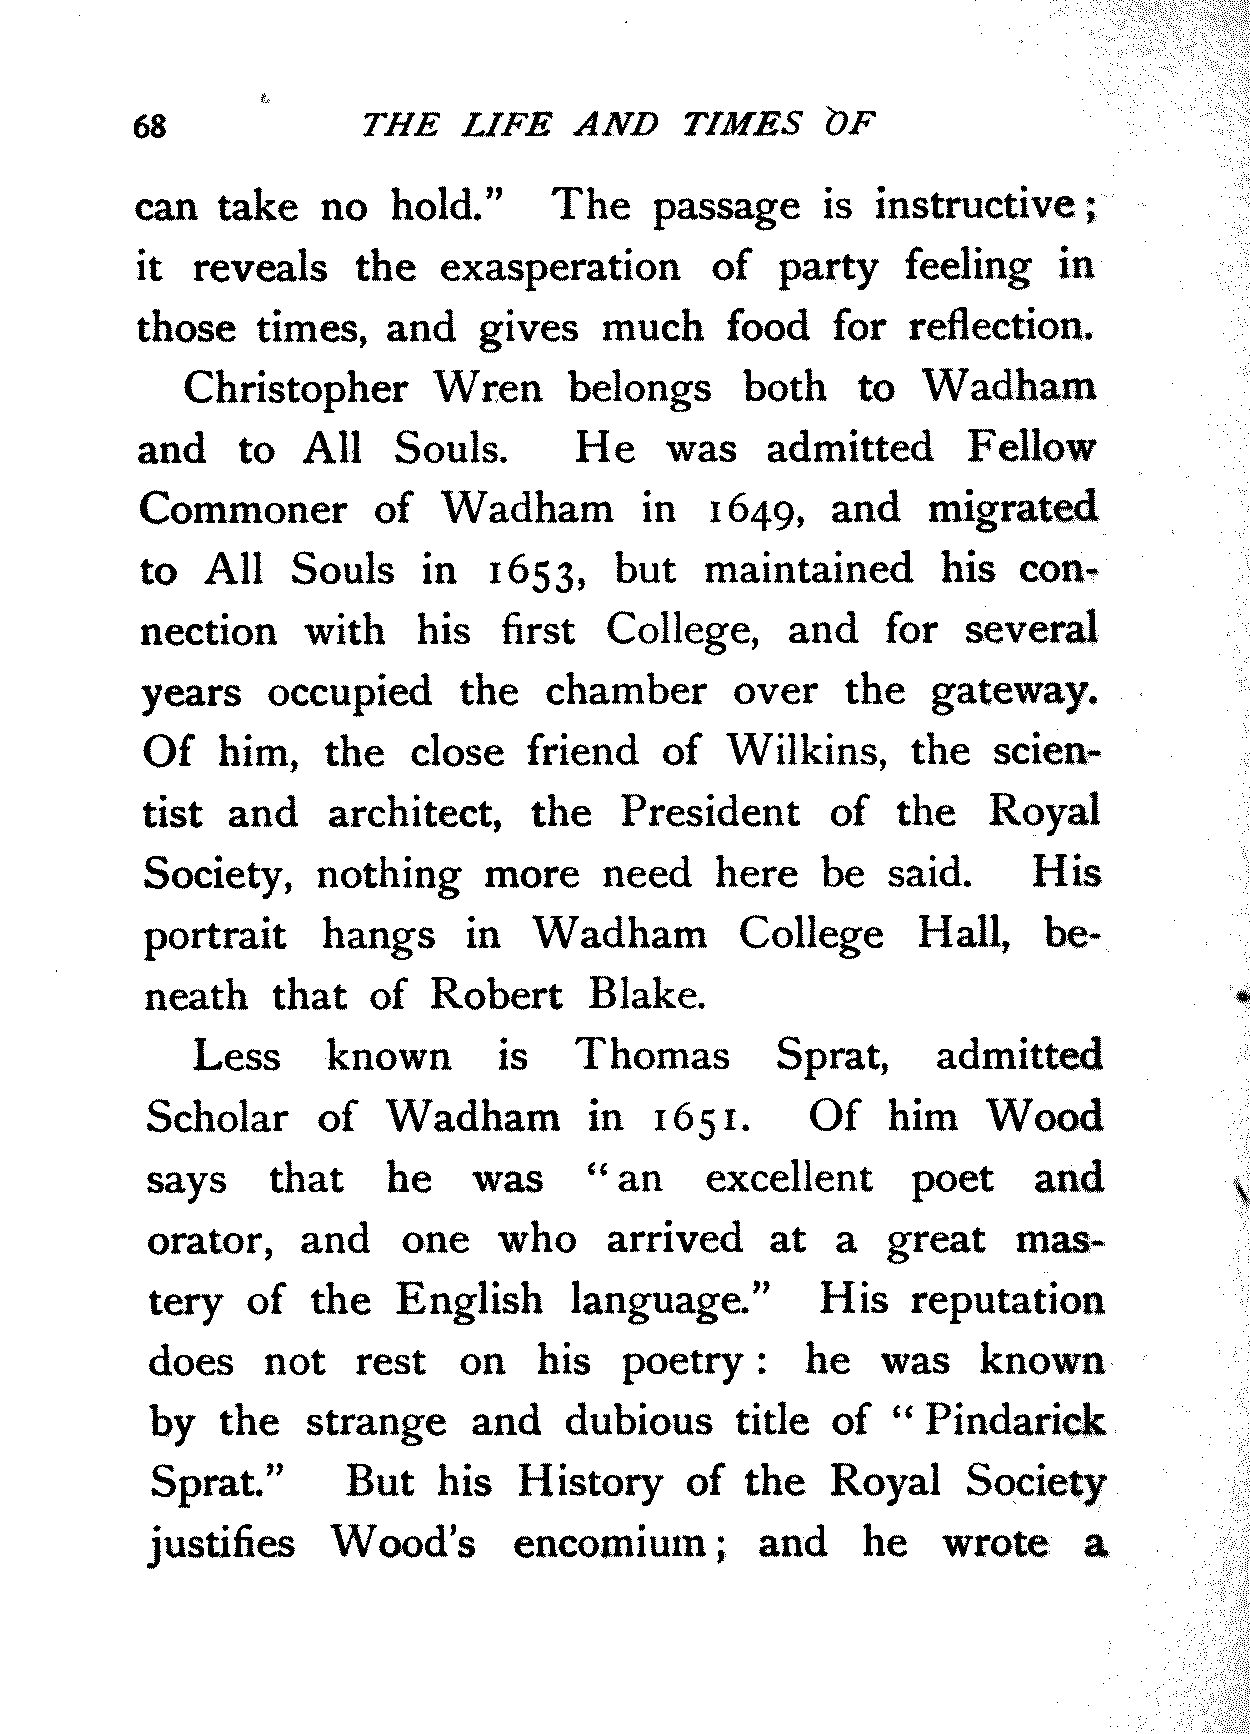 68 THE LIFE AND TIMES OF
can take no hold." The passage is instructive;
it reveals the exasperation of party feeling in
those times, and gives much food for reflection.
Christopher Wren belongs both to Wadham
and to All Souls. He was admitted Fellow
Commoner of Wadham in 1649, and migrated
to All Souls in 1653, but maintained his con-
nection with his first College, and for several
years occupied the chamber over the gateway.
Of him, the close friend of Wilkins, the scien-
tist and architect, the President of the Royal
Society, nothing more need here be said. His
portrait hangs in Wadham College Hall, be-
neath that of Robert Blake.
Less known is Thomas Sprat, admitted
Scholar of Wadham in 1651. Of him Wood
says that he was "an excellent poet and
orator, and one who arrived at a great mas-
tery of the English language." His reputation
does not rest on his poetry: he was known
by the strange and dubious title of "Pindarick
Sprat." But his History of the Royal Society
justifies Wood's encomium; and he wrote a